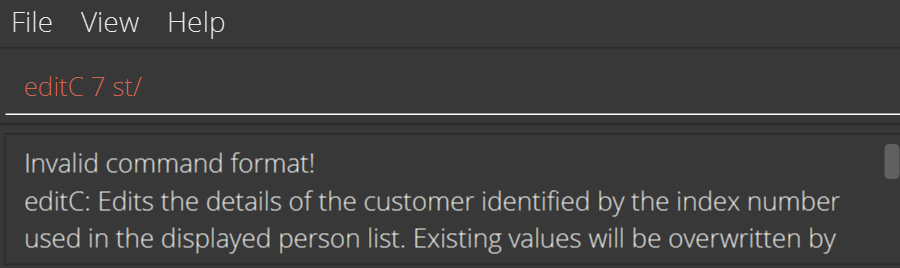 File View Help
editC 7 st/
Invalid command format!
editC: Edits the details of the customer identified by the index number
used in the displayed person list. Existing values will be overwritten by